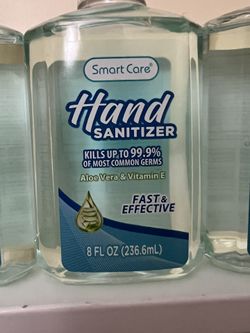 Smart Care®
Hand
SANITIZER
KILLS UP TO 99.9%
OF MOST COMMON GERMS
Aloe Vera & Vitamin E
FAST &
EFFECTIVE
8 FL OZ (236.6mL)